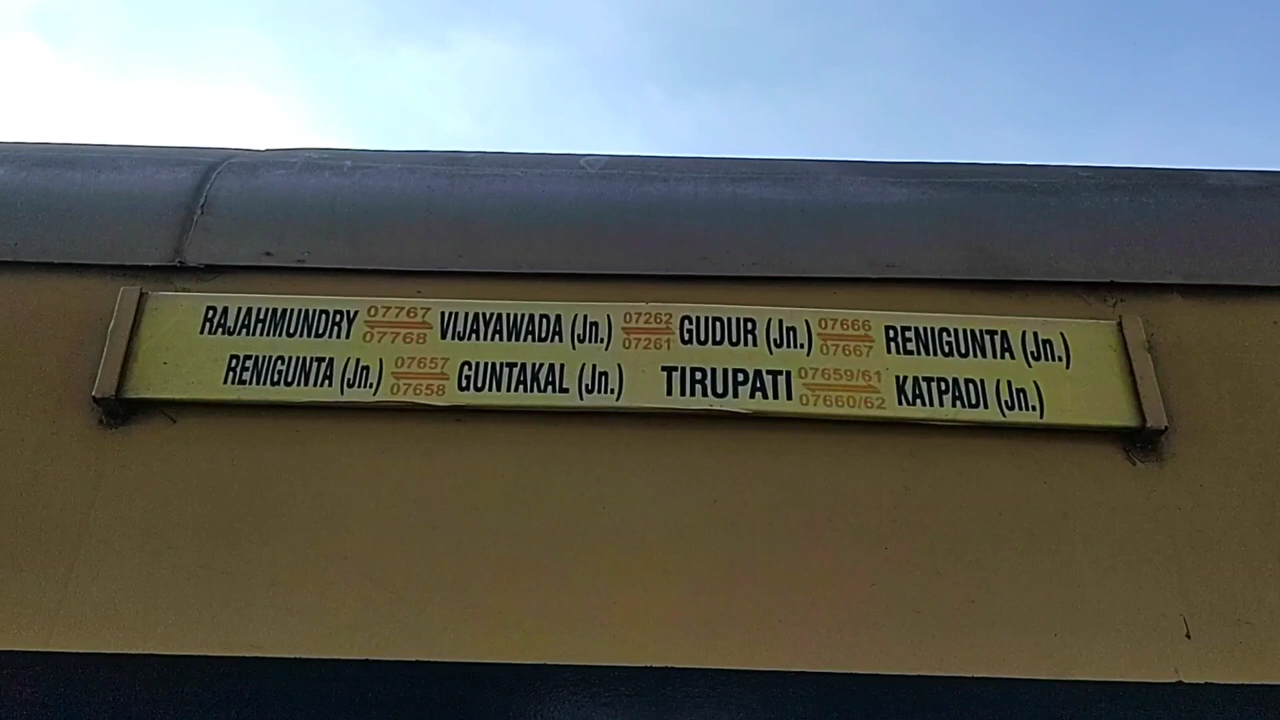 RAJAHMUNDRY 07767 07768 VIJAYAWADA (Jn.) 07262 07261 GUDUR (Jn.) 07666 07667 RENIGUNTA (Jn.)
RENIGUNTA (Jn.) 07657 07658 GUNTAKAL (Jn.) TIRUPATI 07659/61 07660/62 KATPADI (Jn.)